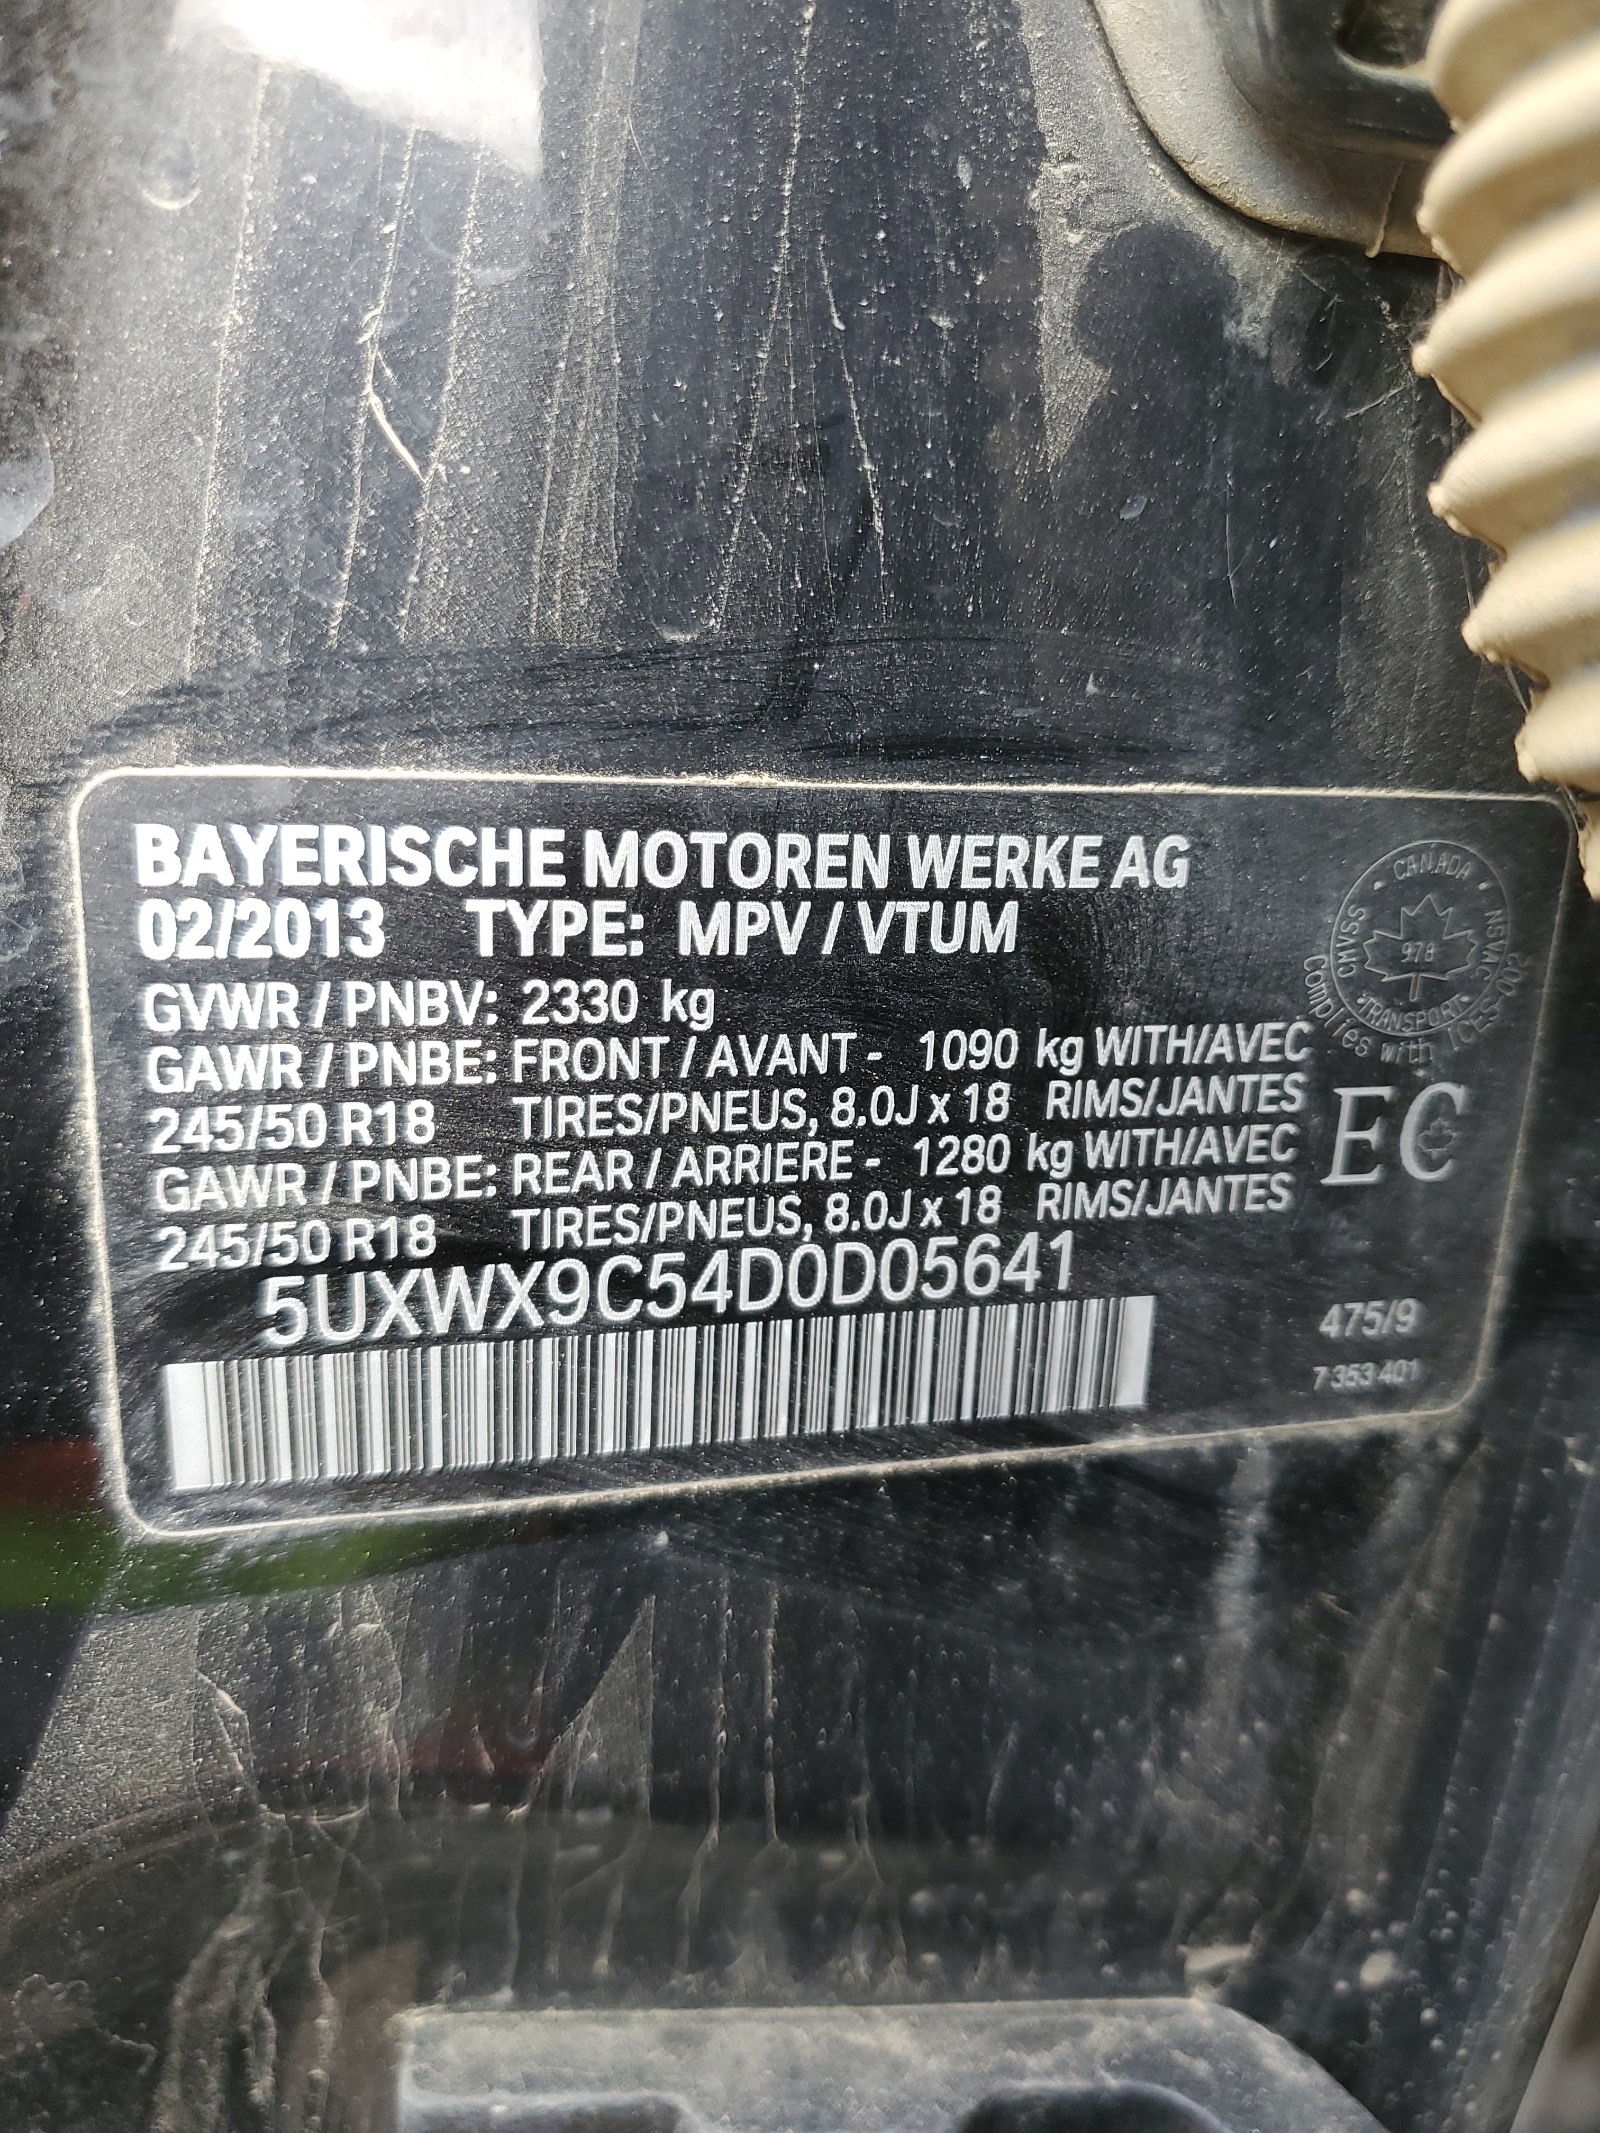 BAYERISCHE MOTOREN WERKE AG
02/2013 TYPE: MPV / VTUM
GVWR / PNBV: 2330 kg
GAWR / PNBE: FRONT / AVANT - 1090 kg WITH/AVEC
245/50 R18 TIRES/PNEUS, 8.0J x 18 RIMS/JANTES
GAWR / PNBE: REAR / ARRIERE - 1280 kg WITH/AVEC
245/50 R18 TIRES/PNEUS, 8.0J x 18 RIMS/JANTES
5UXWX9C54D0D05641
CANADA
CMVSS
NSVAC
978
TRANSPORT
Complies with ICES-002
EC
475/9
7 353 401